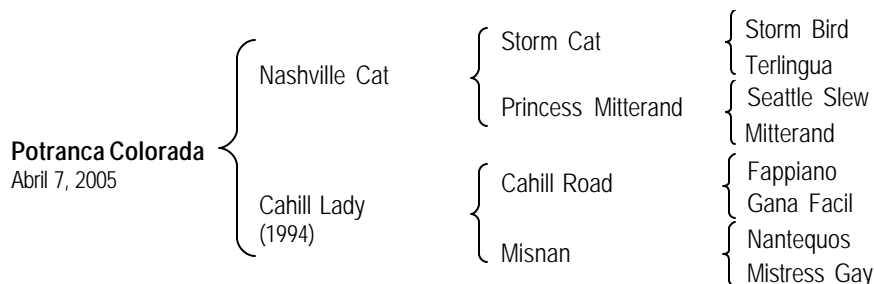 Storm Bird
Storm Cat
Terlingua
Nashville Cat
Seattle Slew
Princess Mitterand
Mitterand
Potranca Colorada
Abril 7, 2005
Fappiano
Cahill Road
Gana Facil
Cahill Lady
(1994)
Nantequos
Misnan
Mistress Gay